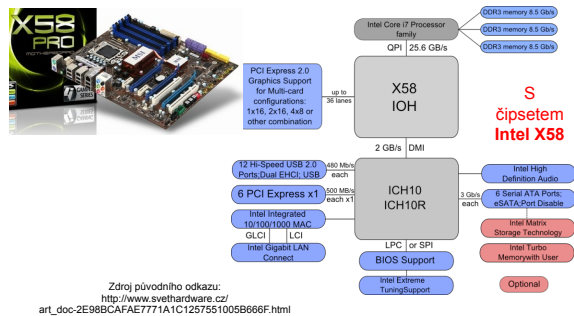 X58
PRO
MOTHERBOARD
Intel Core i7 Processor
family
DDR3 memory 8.5 Gb/s
DDR3 memory 8.5 Gb/s
DDR3 memory 8.5 Gb/s
QPI
25.6 GB/s
PCI Express 2.0
Graphics Support
for Multi-card
configurations:
1x16, 2x16, 4x8 or
other combination
up to
36 lanes
X58
IOH
S
čipsetem
Intel X58
2 GB/s
DMI
12 Hi-Speed USB 2.0
Ports;Dual EHCI; USB
480 Mb/s
each
6 PCI Express x1
500 MB/s
each x1
Intel Integrated
10/100/1000 MAC
GLCI
LCI
Intel Gigabit LAN
Connect
ICH10
ICH10R
Intel High
Definition Audio
3 Gb/s
each
6 Serial ATA Ports;
eSATA;Port Disable
Intel Matrix
Storage Technology
Intel Turbo
Memorywith User
Optional
LPC
or SPI
BIOS Support
Intel Extreme
TuningSupport
Zdroj původního odkazu:
http://www.svethardware.cz/
art_doc-2E98BCAFAE7771A1C1257551005B666F.html